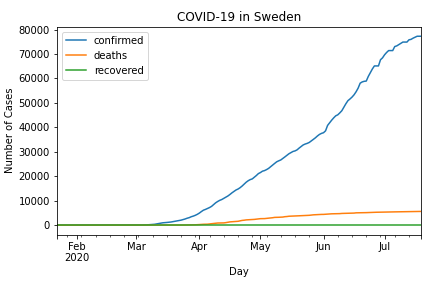 COVID-19 in Sweden
80000
70000
60000
50000
40000
30000
20000
10000
0
Number of Cases
confirmed
deaths
recovered
Feb Mar Apr May Jun Jul
2020
Day